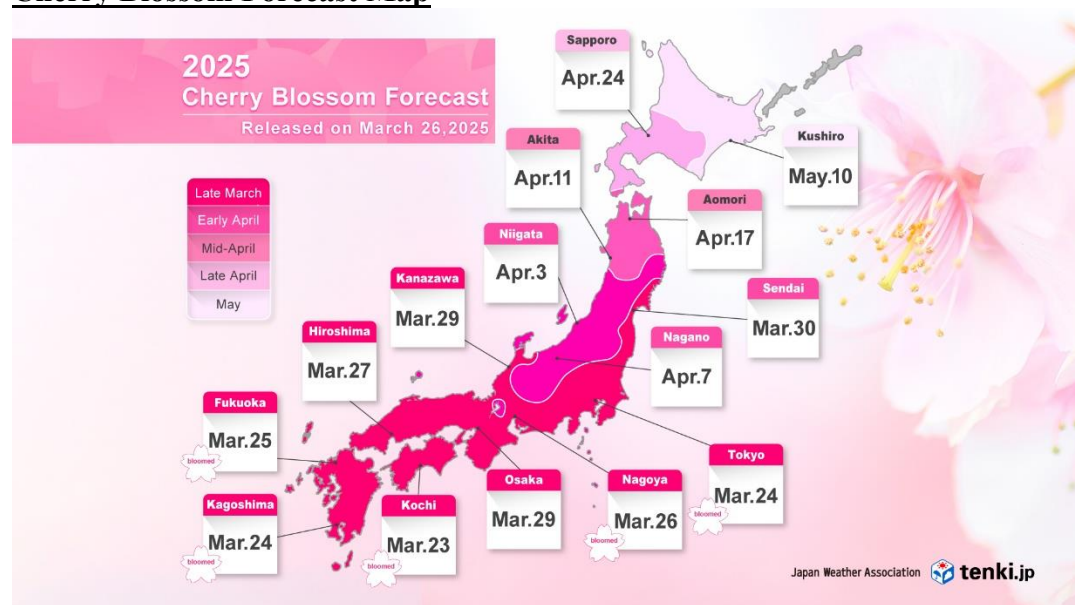 Cherry Blossom Forecast Map
2025
Cherry Blossom Forecast
Released on March 26,2025
Late March
Early April
Mid-April
Late April
May
Sapporo
Apr.24
Kushiro
May.10
Akita
Apr.11
Aomori
Apr.17
Niigata
Apr.3
Sendai
Mar.30
Kanazawa
Mar.29
Nagano
Apr.7
Hiroshima
Mar.27
Fukuoka
Mar.25
bloomed
Kagoshima
Mar.24
bloomed
Kochi
Mar.23
bloomed
Osaka
Mar.29
Nagoya
Mar.26
bloomed
Tokyo
Mar.24
bloomed
Japan Weather Association
tenki.jp